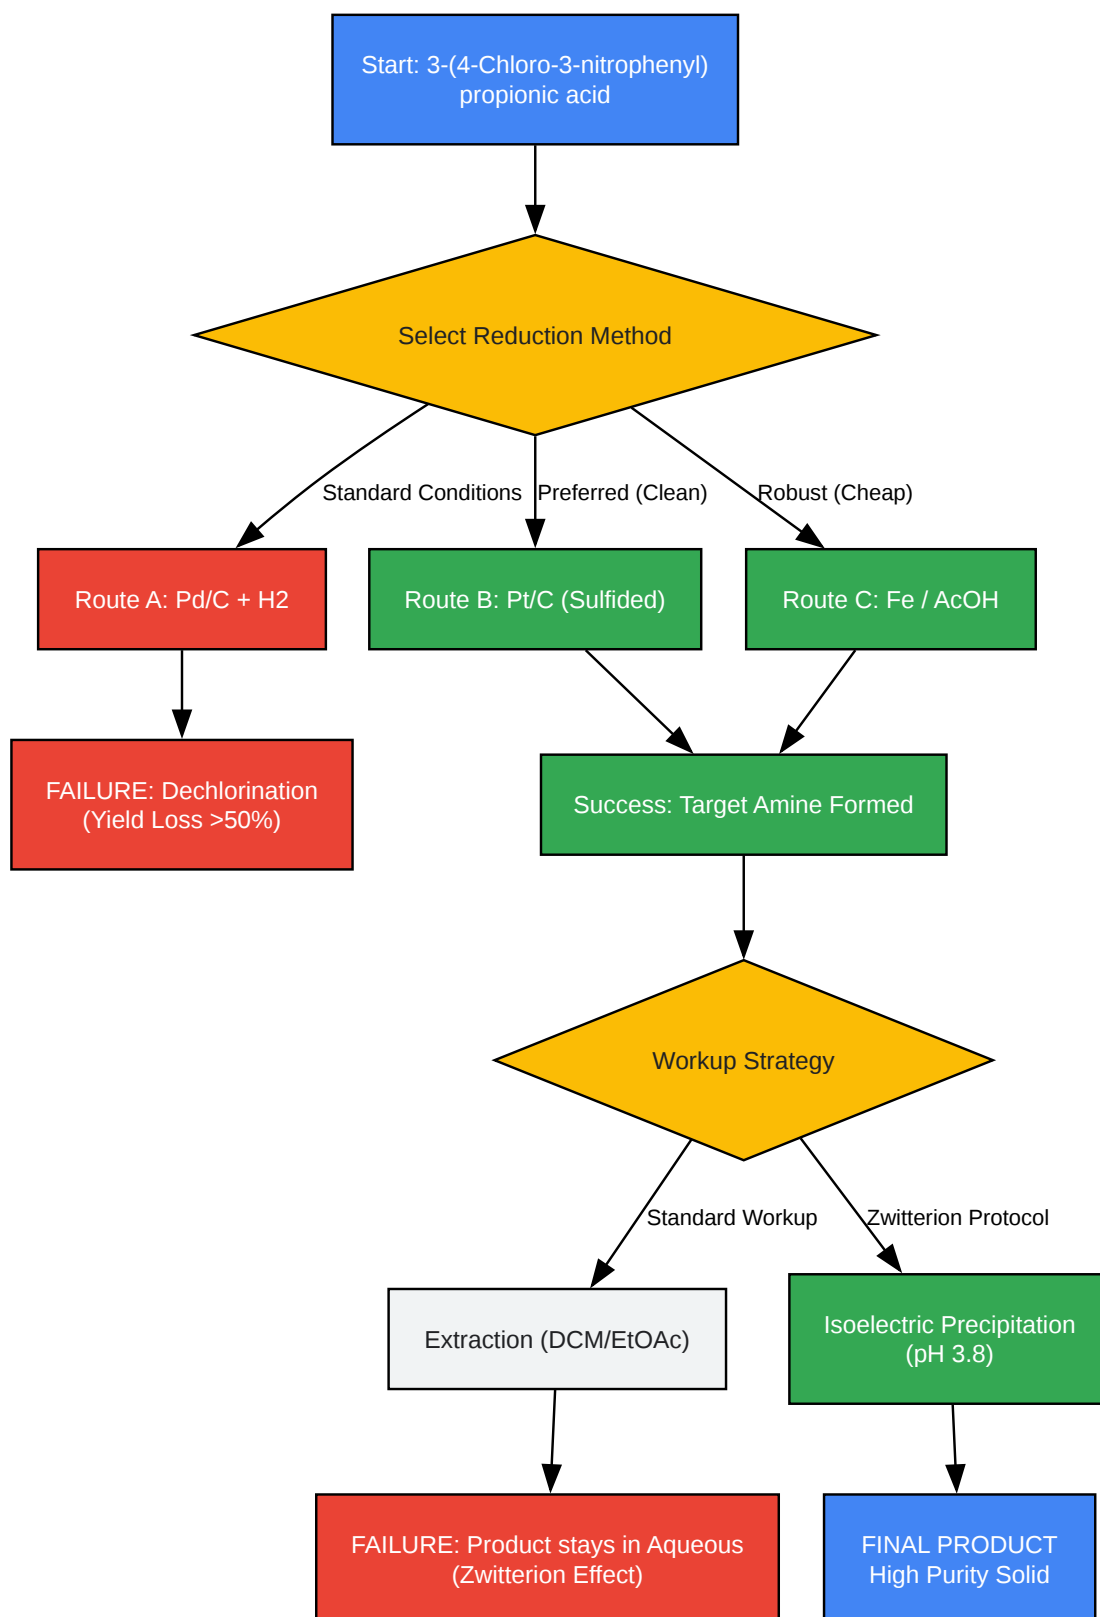 Start: 3-(4-Chloro-3-nitrophenyl)
propionic acid
Select Reduction Method
Standard Conditions
Preferred (Clean)
Robust (Cheap)
Route A: Pd/C + H2
Route B: Pt/C (Sulfided)
Route C: Fe / AcOH
FAILURE: Dechlorination
(Yield Loss >50%)
Success: Target Amine Formed
Workup Strategy
Standard Workup
Zwitterion Protocol
Extraction (DCM/EtOAc)
Isoelectric Precipitation
(pH 3.8)
FAILURE: Product stays in Aqueous
(Zwitterion Effect)
FINAL PRODUCT
High Purity Solid